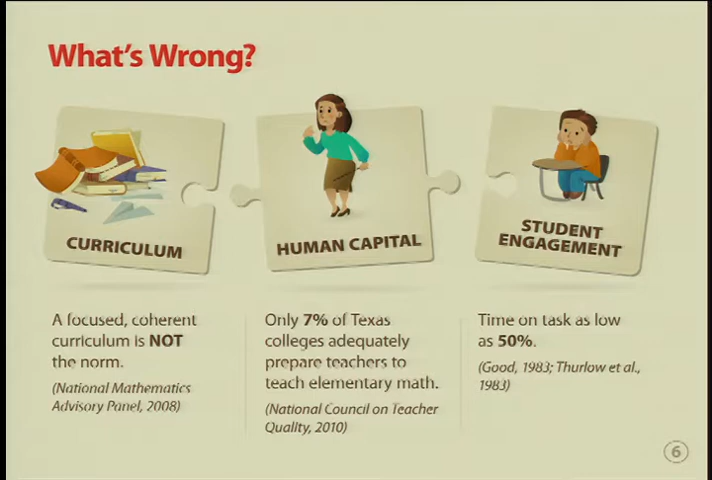 What's Wrong?
CURRICULUM
HUMAN CAPITAL
STUDENT
ENGAGEMENT
A focused, coherent
curriculum is NOT
the norm.
(National Mathematics
Advisory Panel, 2008)
Only 7% of Texas
colleges adequately
prepare teachers to
teach elementary math.
(National Council on Teacher
Quality, 2010)
Time on task as low
as 50%.
(Good, 1983; Thurlow et al.,
1983)
6